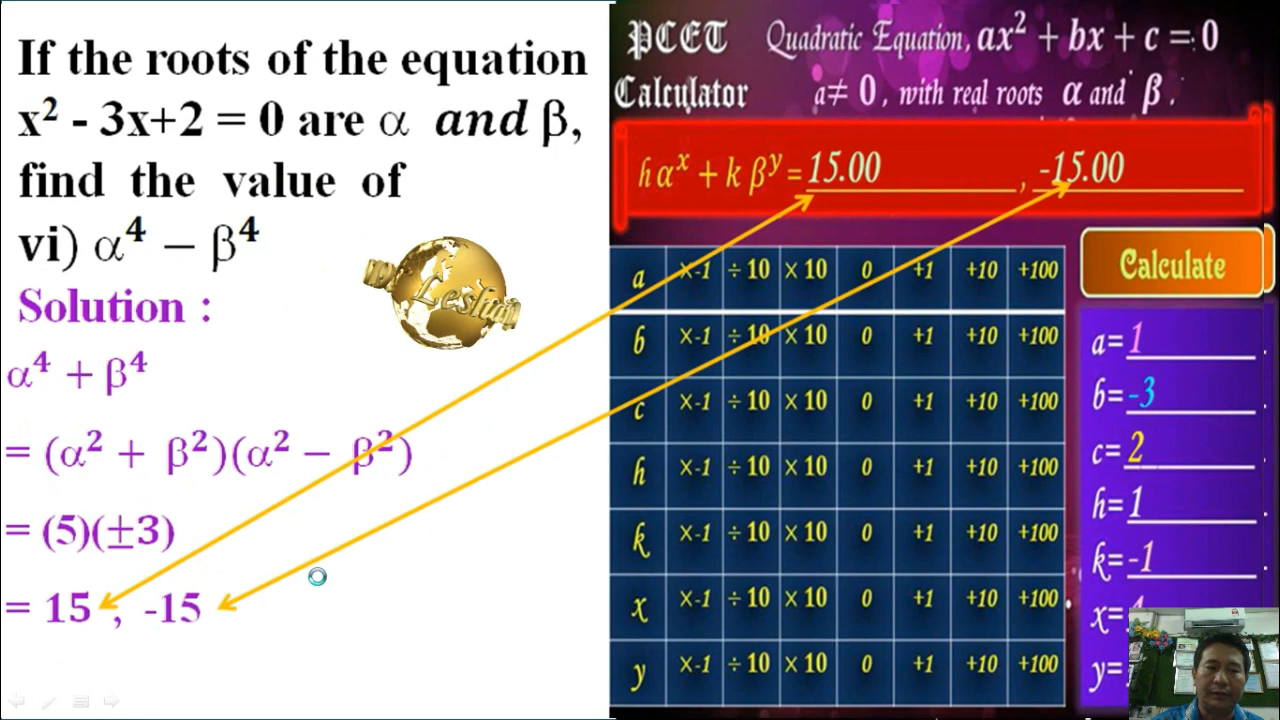 If the roots of the equation
x² - 3x+2 = 0 are α and β,
find the value of
vi) α⁴ − β⁴
Solution :
α⁴ + β⁴
= (α² + β²)(α² − β²)
= (5)(±3)
= 15 , -15
Leshan
PCET Calculator
Quadratic Equation, ax² + bx + c = 0
a≠ 0 , with real roots α and β .
h α^x + k β^y = 15.00 , -15.00
a x-1 ÷10 ×10 0 +1 +10 +100
b x-1 ÷10 ×10 0 +1 +10 +100
c x-1 ÷10 ×10 0 +1 +10 +100
h x-1 ÷10 ×10 0 +1 +10 +100
k x-1 ÷10 ×10 0 +1 +10 +100
x x-1 ÷10 ×10 0 +1 +10 +100
y x-1 ÷10 ×10 0 +1 +10 +100
Calculate
a= 1 .
b= -3 .
c= 2 .
h= 1 .
k= -1 .
x=
y=